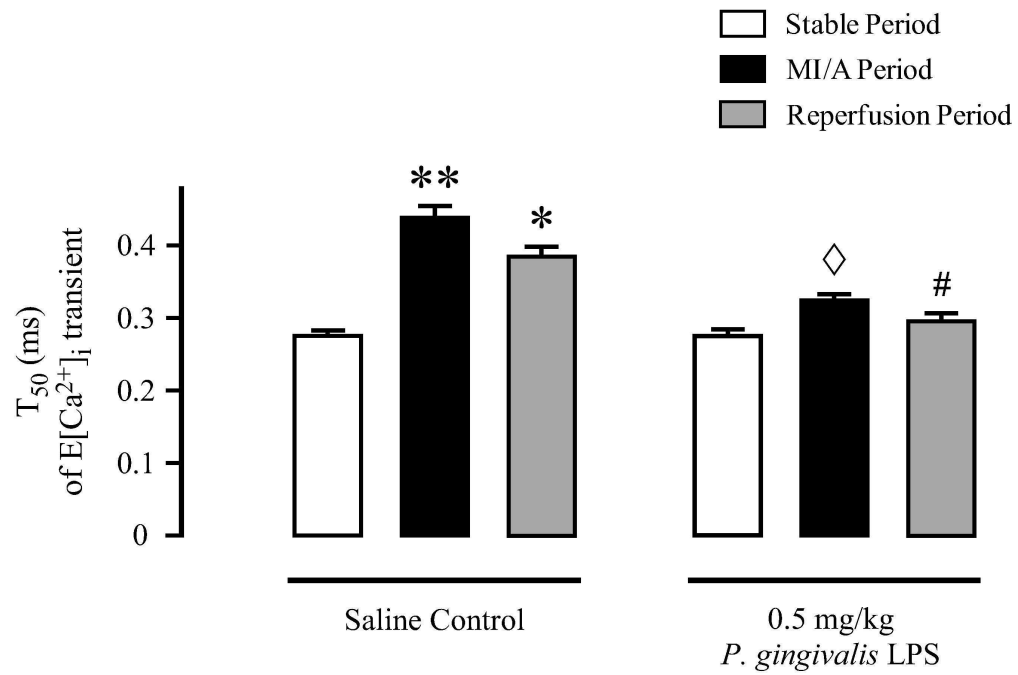 Stable Period
MI/A Period
Reperfusion Period
T₅₀ (ms)
of E[Ca²⁺]ᵢ transient
0.4
0.3
0.2
0.1
0
**
*
◊
#
Saline Control
0.5 mg/kg
P. gingivalis LPS